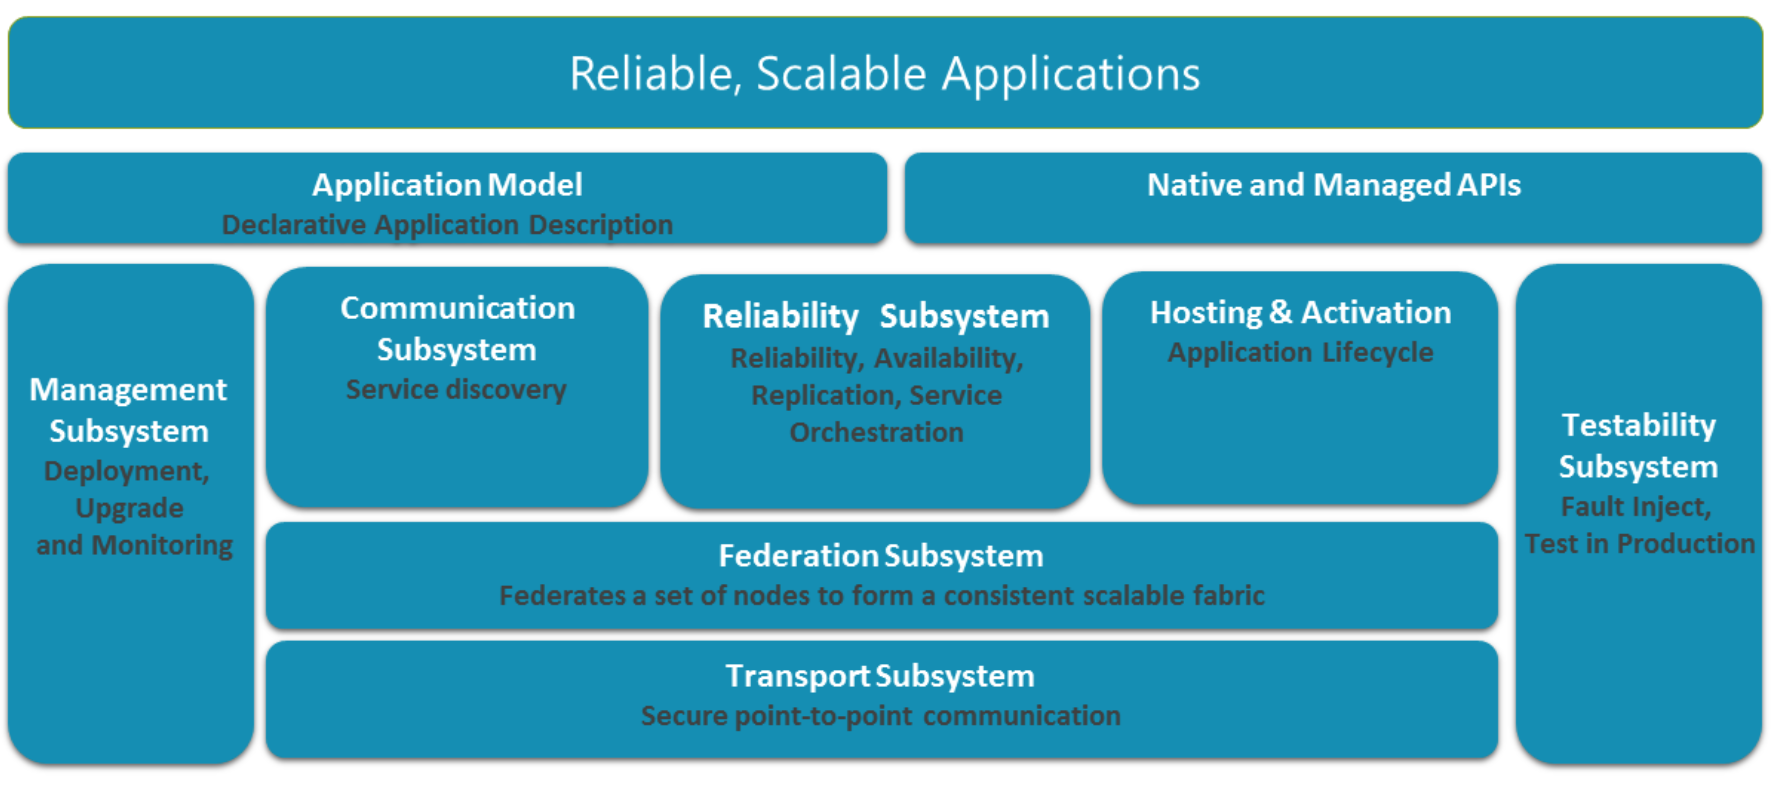 Reliable, Scalable Applications
Application Model
Declarative Application Description
Native and Managed APIs
Management
Subsystem
Deployment,
Upgrade
and Monitoring
Communication
Subsystem
Service discovery
Reliability Subsystem
Reliability, Availability,
Replication, Service
Orchestration
Hosting & Activation
Application Lifecycle
Testability
Subsystem
Fault Inject,
Test in Production
Federation Subsystem
Federates a set of nodes to form a consistent scalable fabric
Transport Subsystem
Secure point-to-point communication